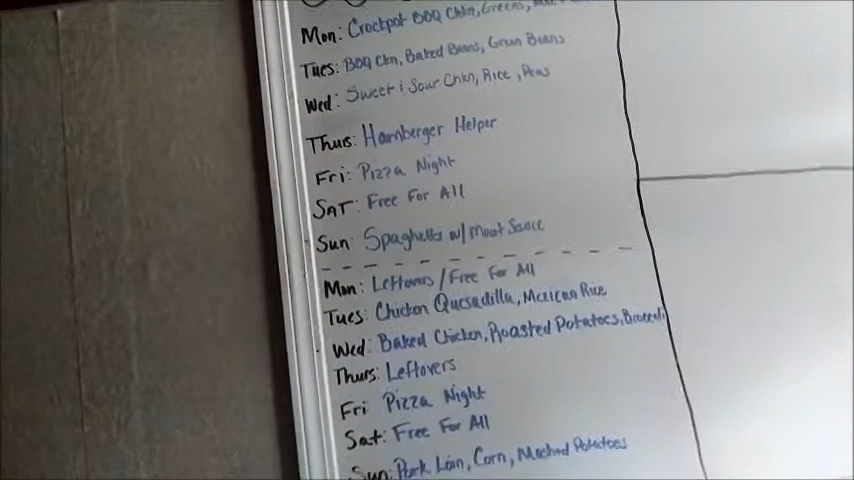 Mon: Crockpot BBQ Chkn, Greens,
Tues: BBQ Ckn, Baked Beans, Green Beans
Wed: Sweet & Sour Chkn, Rice, Peas
Thurs: Hamberger Helper
Fri: Pizza Night
SAT: Free For All
Sun: Spaghetti w/ Meat Sauce
Mon: Leftovers / Free For All
Tues: Chicken Quesadilla, Mexican Rice
Wed: Baked Chicken, Roasted Potatoes, Broccoli
Thurs: Leftovers
Fri: Pizza Night
Sat: Free For All
Sun: Pork Loin, Corn, Mashed Potatoes